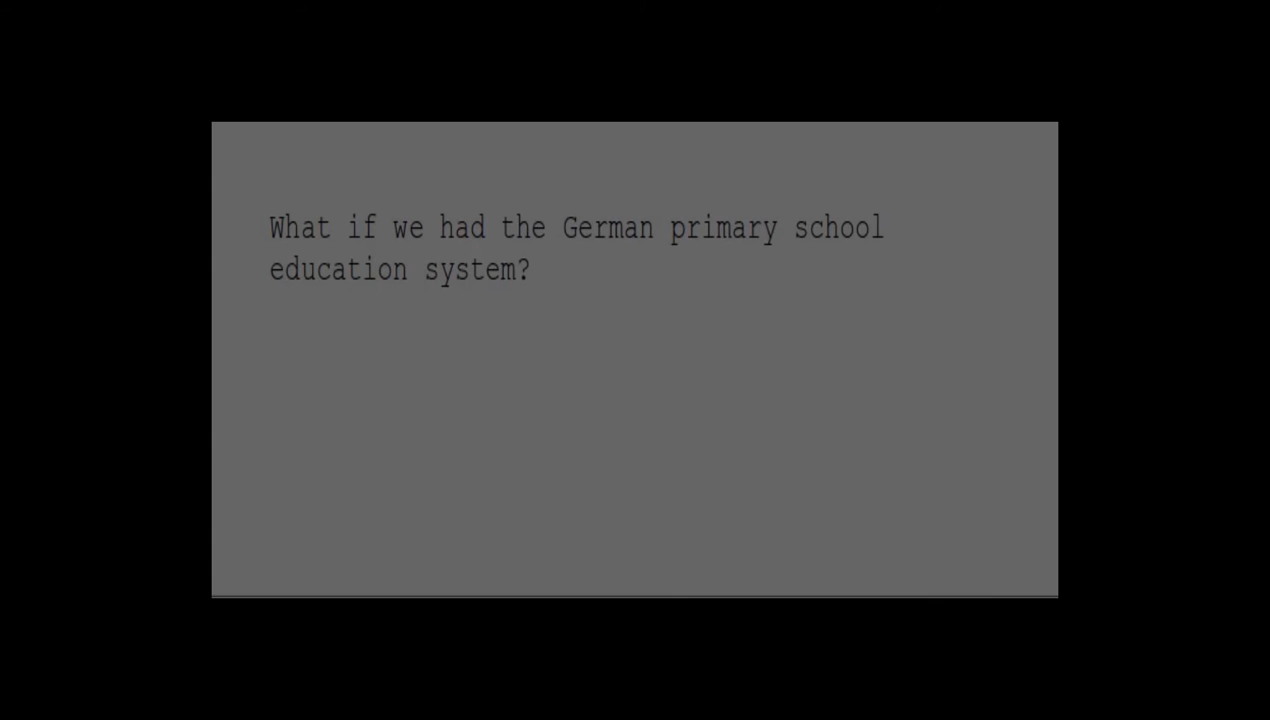 What if we had the German primary school
education system?